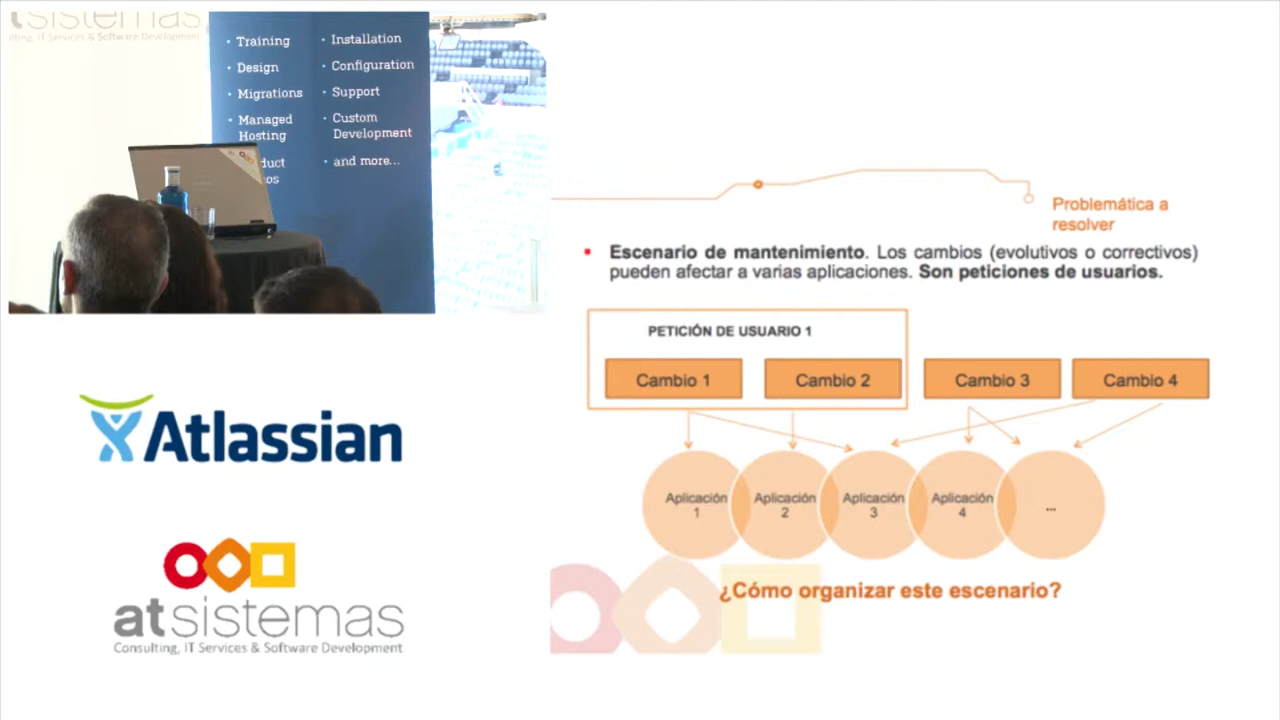 tsistemas
lting, IT Services & Software Development
• Training
• Design
• Migrations
• Managed
Hosting
• Installation
• Configuration
• Support
• Custom
Development
• and more...
Atlassian
atsistemas
Consulting, IT Services & Software Development
Problemática a
resolver
Escenario de mantenimiento. Los cambios (evolutivos o correctivos)
pueden afectar a varias aplicaciones. Son peticiones de usuarios.
PETICIÓN DE USUARIO 1
Cambio 1
Cambio 2
Cambio 3
Cambio 4
Aplicación
1
Aplicación
2
Aplicación
3
Aplicación
4
...
¿Cómo organizar este escenario?